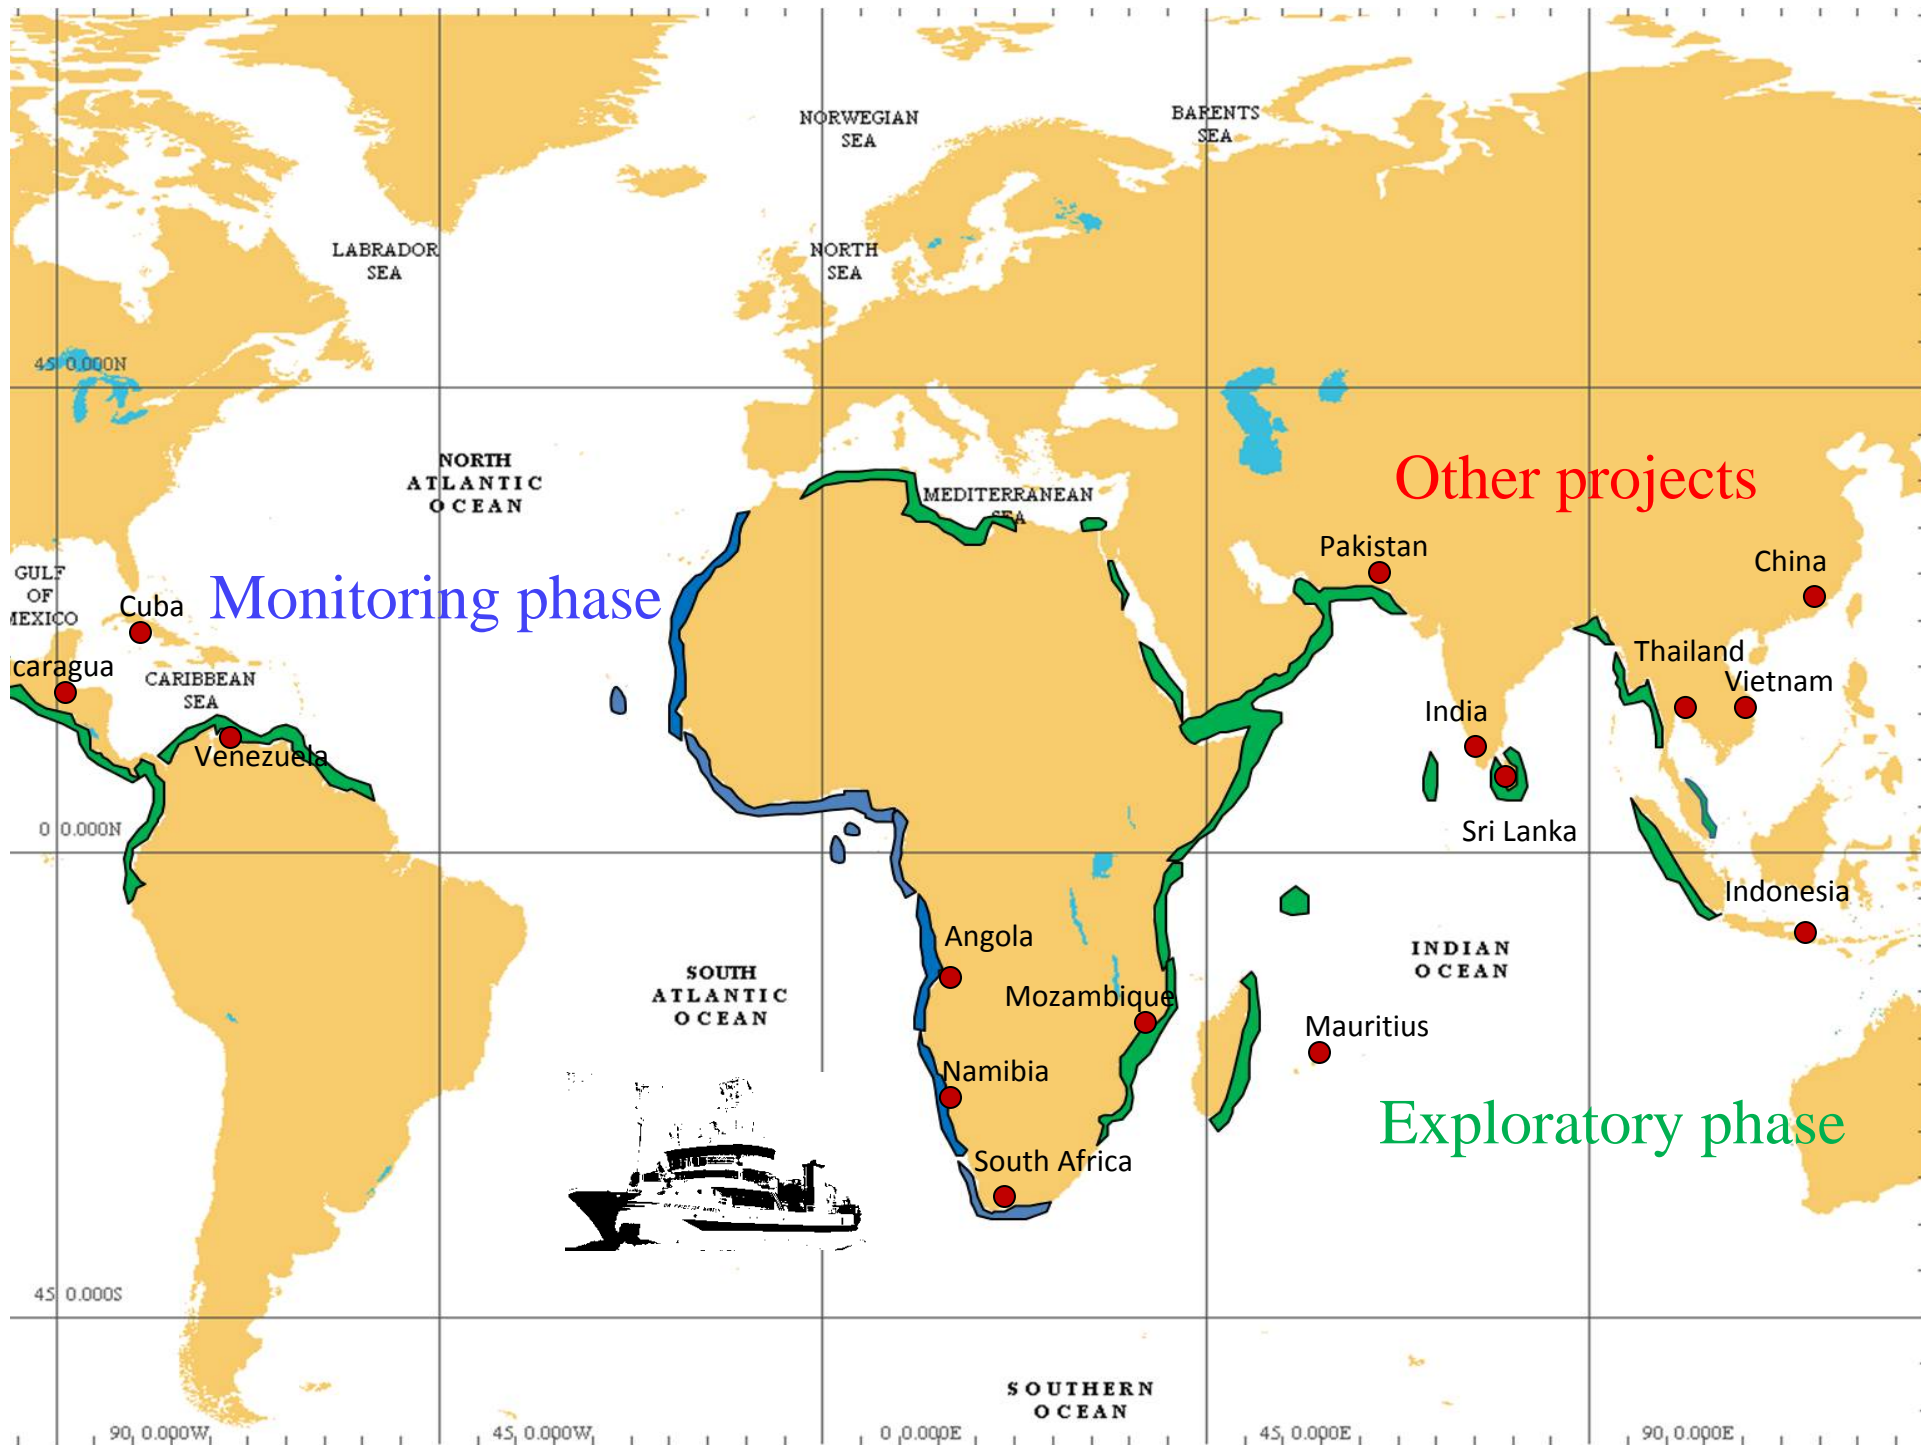 NORWEGIAN
SEA
BARENTS
SEA
LABRADOR
SEA
NORTH
SEA
45 0.000N
NORTH
ATLANTIC
OCEAN
MEDITERRANEAN
SEA
Other projects
Pakistan
China
GULF
OF
MEXICO
Cuba
Monitoring phase
caragua
CARIBBEAN
SEA
Thailand
Vietnam
India
Venezuela
0 0.000N
Sri Lanka
Indonesia
Angola
INDIAN
OCEAN
SOUTH
ATLANTIC
OCEAN
Mozambique
Mauritius
Namibia
Exploratory phase
South Africa
45 0.000S
SOUTHERN
OCEAN
90, 0.000W
45, 0.000W
0 0.000E
45, 0.000E
90, 0.000E